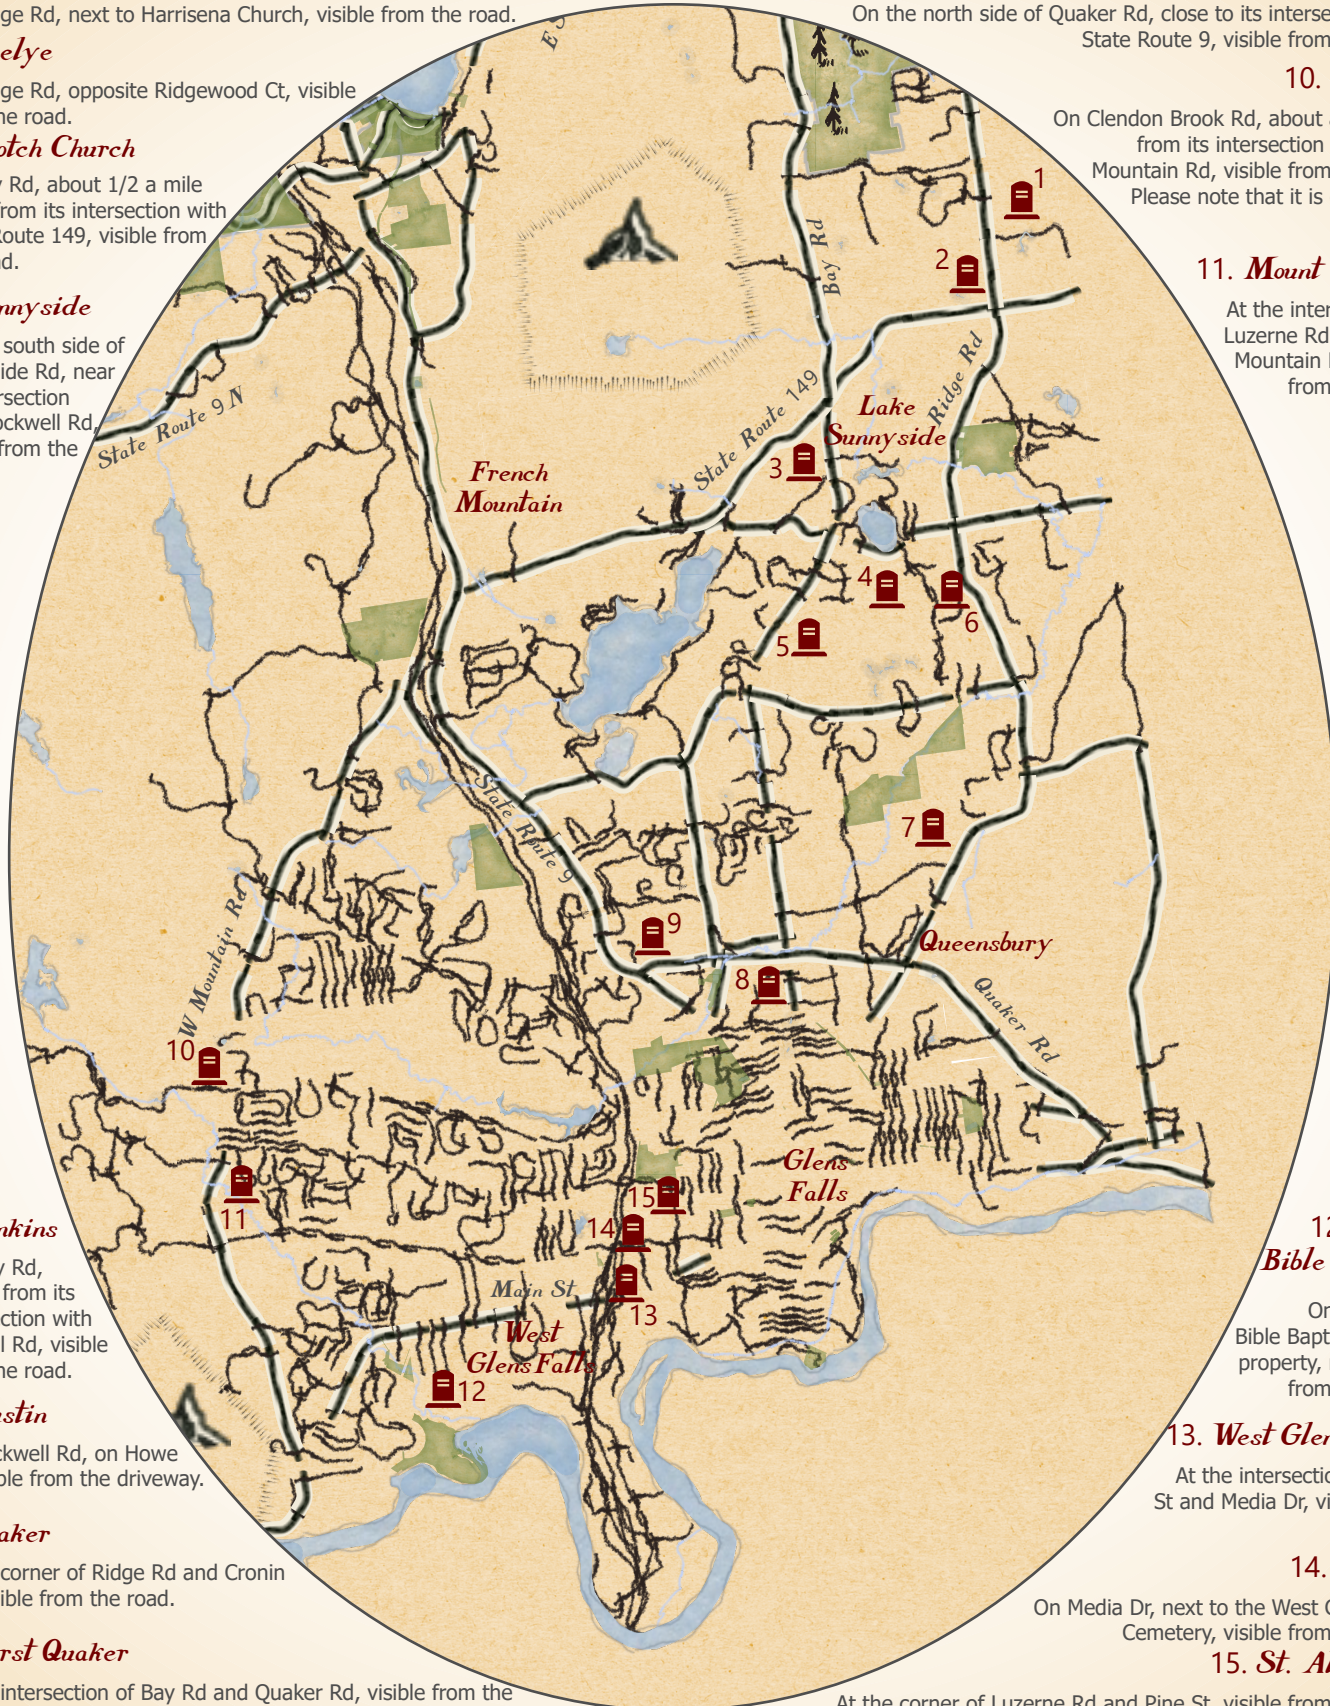 ge Rd, next to Harrisena Church, visible from the road.
elye
ge Rd, opposite Ridgewood Ct, visible
he road.
otch Church
y Rd, about 1/2 a mile
from its intersection with
Route 149, visible from
ad.
nnyside
south side of
ide Rd, near
rsection
ockwell Rd,
from the
nkins
y Rd,
from its
ction with
l Rd, visible
he road.
ustin
ckwell Rd, on Howe
ble from the driveway.
aker
corner of Ridge Rd and Cronin
ible from the road.
rst Quaker
intersection of Bay Rd and Quaker Rd, visible from the
On the north side of Quaker Rd, close to its interse
State Route 9, visible from
10.
On Clendon Brook Rd, about
from its intersection
Mountain Rd, visible from
Please note that it is
11. Mount
At the inter
Luzerne Rd
Mountain
from
12
Bible
On
Bible Bapt
property,
from
13. West Glen
At the intersectio
St and Media Dr, vi
14.
On Media Dr, next to the West G
Cemetery, visible from
15. St. Al
At the corner of Luzerne Rd and Pine St, visible from
ES
1
2
Bay Rd
Ridge Rd
State Route 9 N
State Route 149
Lake
Sunnyside
3
French
Mountain
4
5
6
State Route 9
7
W Mountain Rd
9
Queensbury
8
Quaker Rd
10
Glens
Falls
11
15
14
Main St
13
West
Glens Falls
12